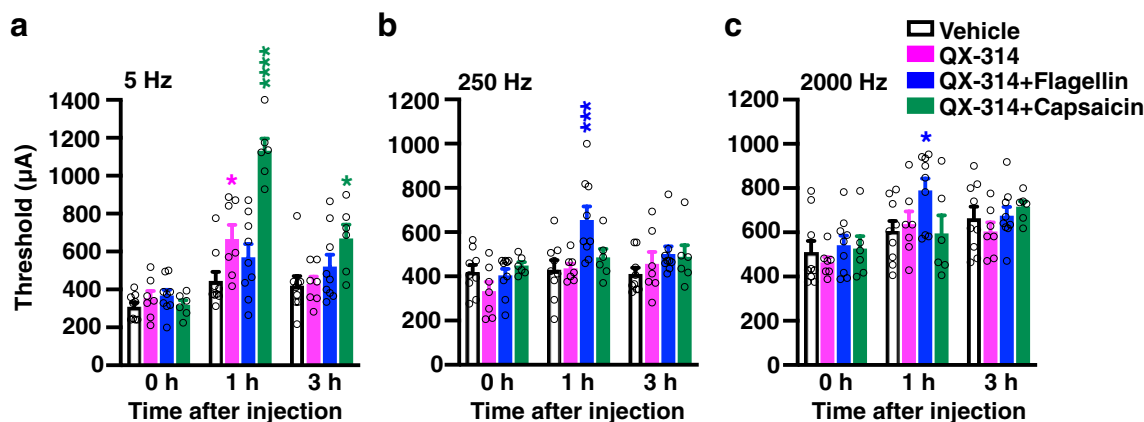 a
b
c
Vehicle
QX-314
QX-314+Flagellin
QX-314+Capsaicin
5 Hz
250 Hz
2000 Hz
****
***
*
*
*
Threshold (µA)
1400
1200
1000
800
600
400
200
0
1200
1000
800
600
400
200
0
1200
1000
800
600
400
200
0
0 h
1 h
3 h
0 h
1 h
3 h
0 h
1 h
3 h
Time after injection
Time after injection
Time after injection